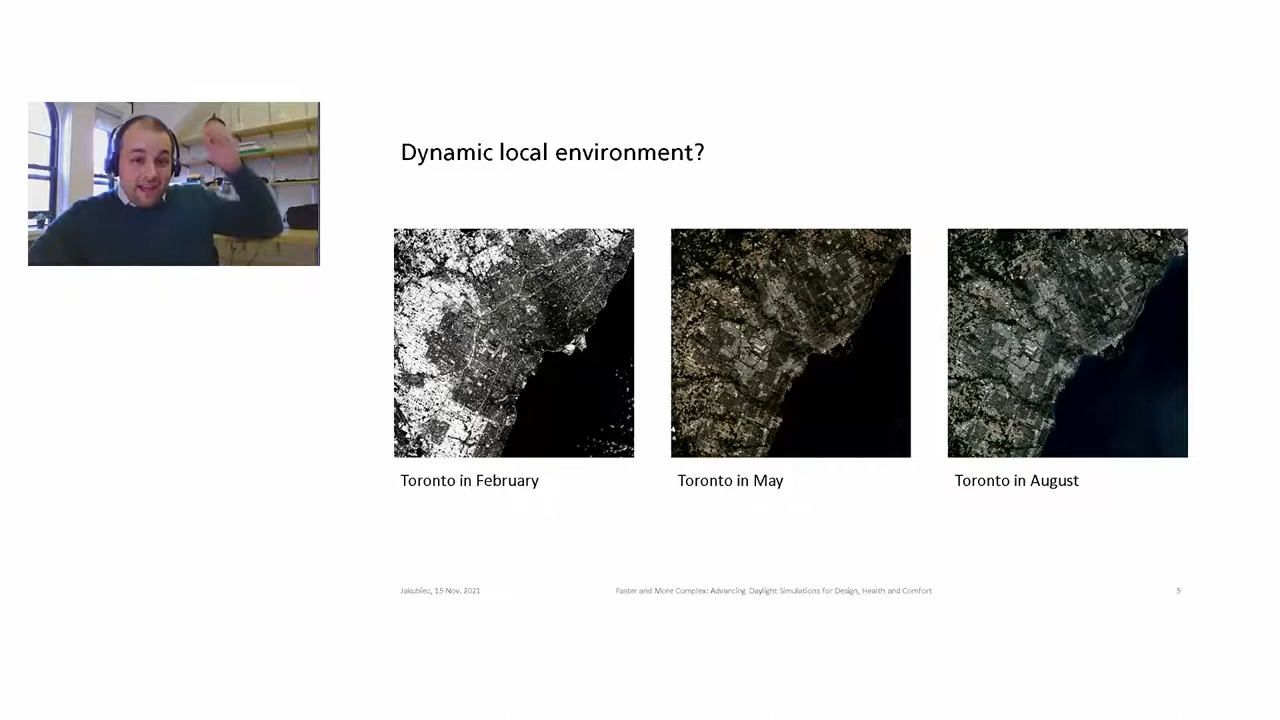 Dynamic local environment?
Toronto in February
Toronto in May
Toronto in August
Jakubiec, 15 Nov. 2021
Faster and More Complex: Advancing Daylight Simulations for Design, Health and Comfort
5